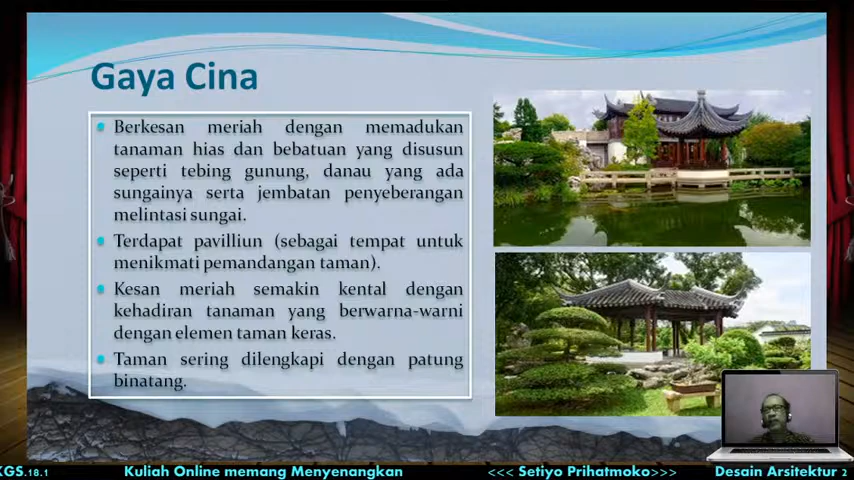 Gaya Cina
Berkesan meriah dengan memadukan
tanaman hias dan bebatuan yang disusun
seperti tebing gunung, danau yang ada
sungainya serta jembatan penyeberangan
melintasi sungai.
Terdapat pavilliun (sebagai tempat untuk
menikmati pemandangan taman).
Kesan meriah semakin kental dengan
kehadiran tanaman yang berwarna-warni
dengan elemen taman keras.
Taman sering dilengkapi dengan patung
binatang.
KGS.18.1 Kuliah Online memang Menyenangkan <<< Setiyo Prihatmoko>>> Desain Arsitektur 2